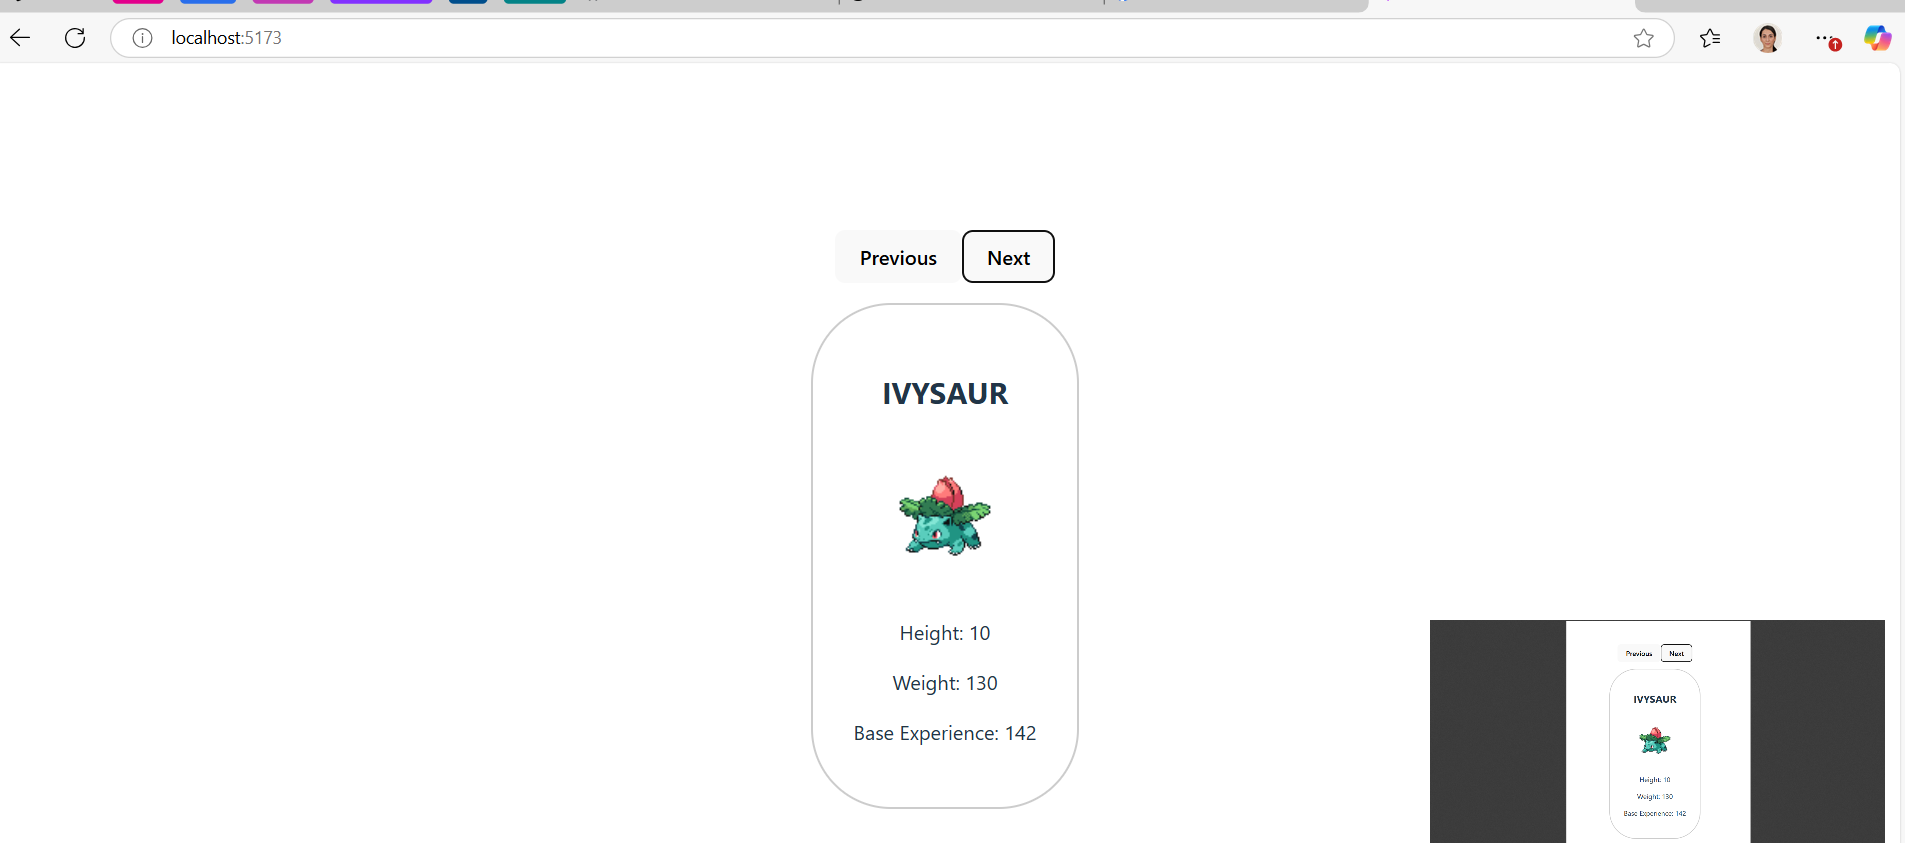 localhost:5173
Previous Next
IVYSAUR
Height: 10
Weight: 130
Base Experience: 142
Previous Next
IVYSAUR
Height: 10
Weight: 130
Base Experience: 142